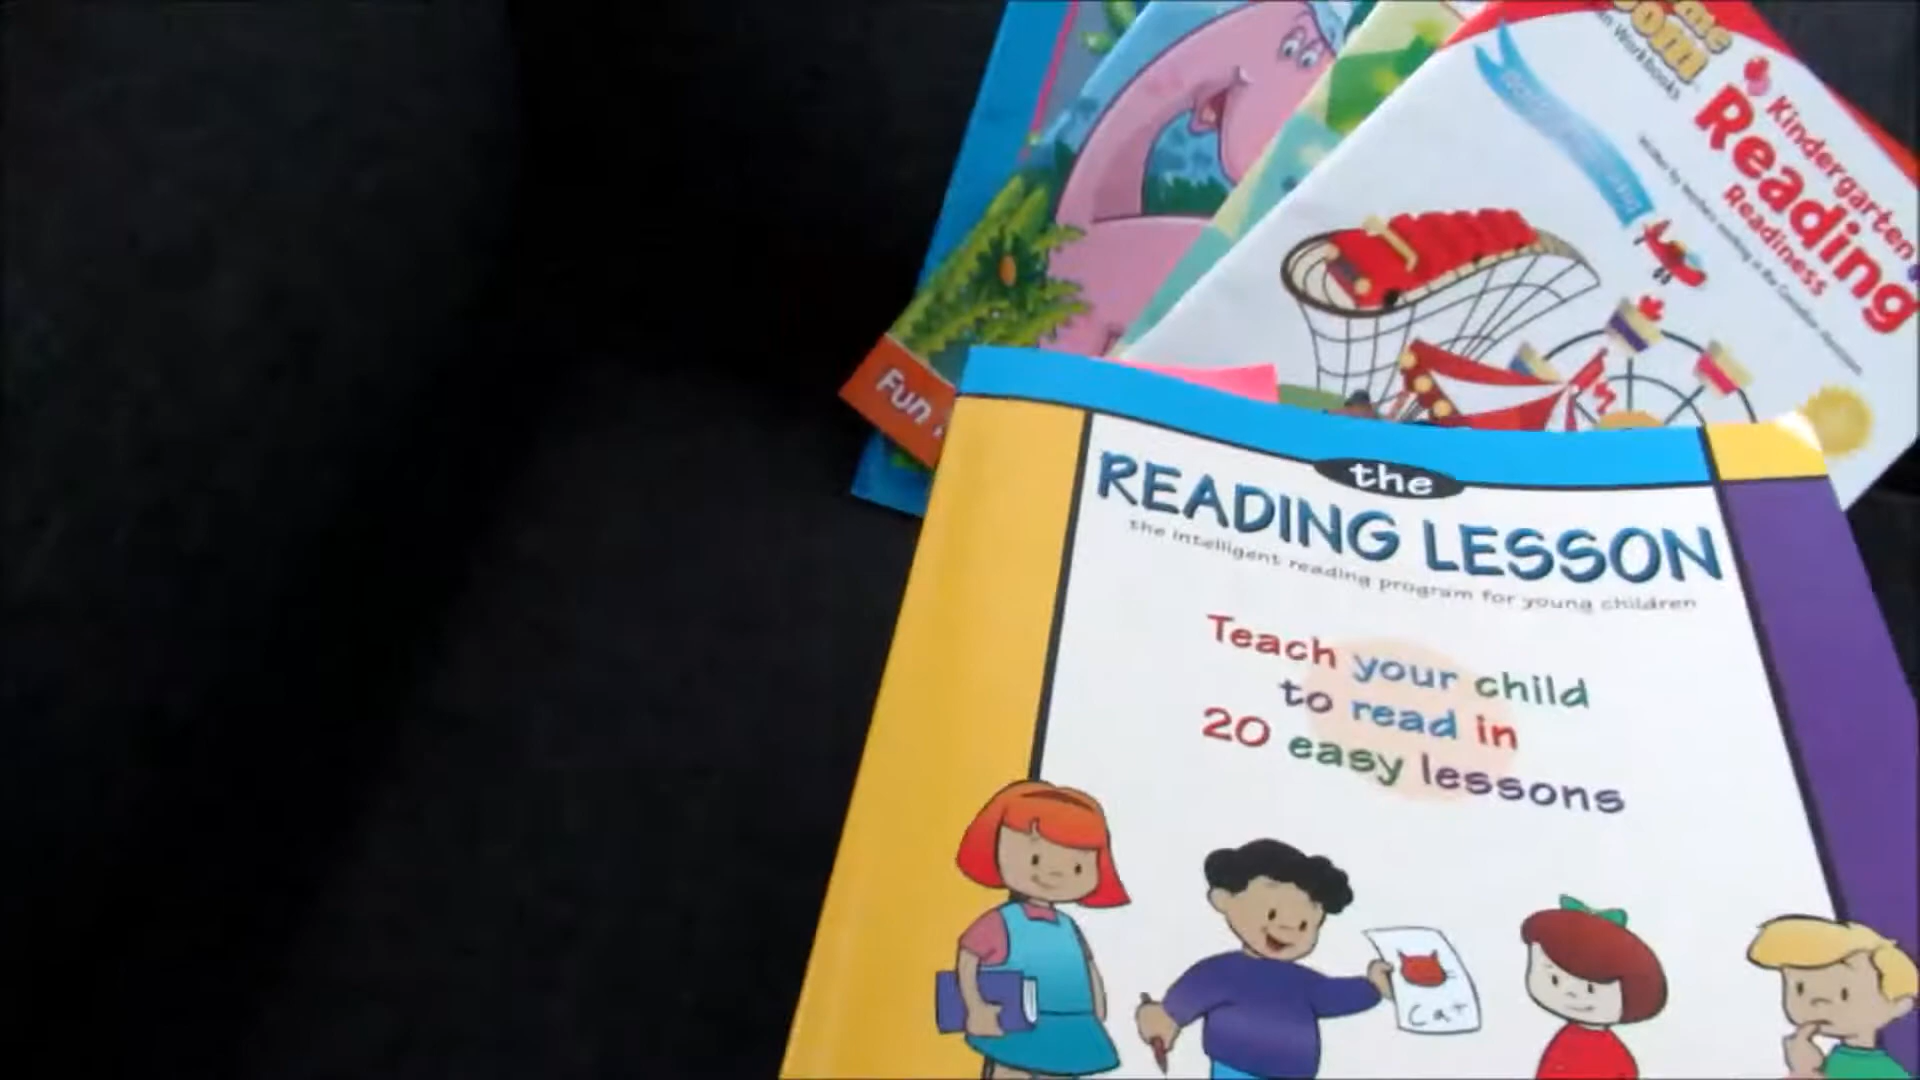 Workbooks
Kindergarten
Reading
Readiness
Fun
the
READING LESSON
the intelligent reading program for young children
Teach your child
to read in
20 easy lessons
Cat